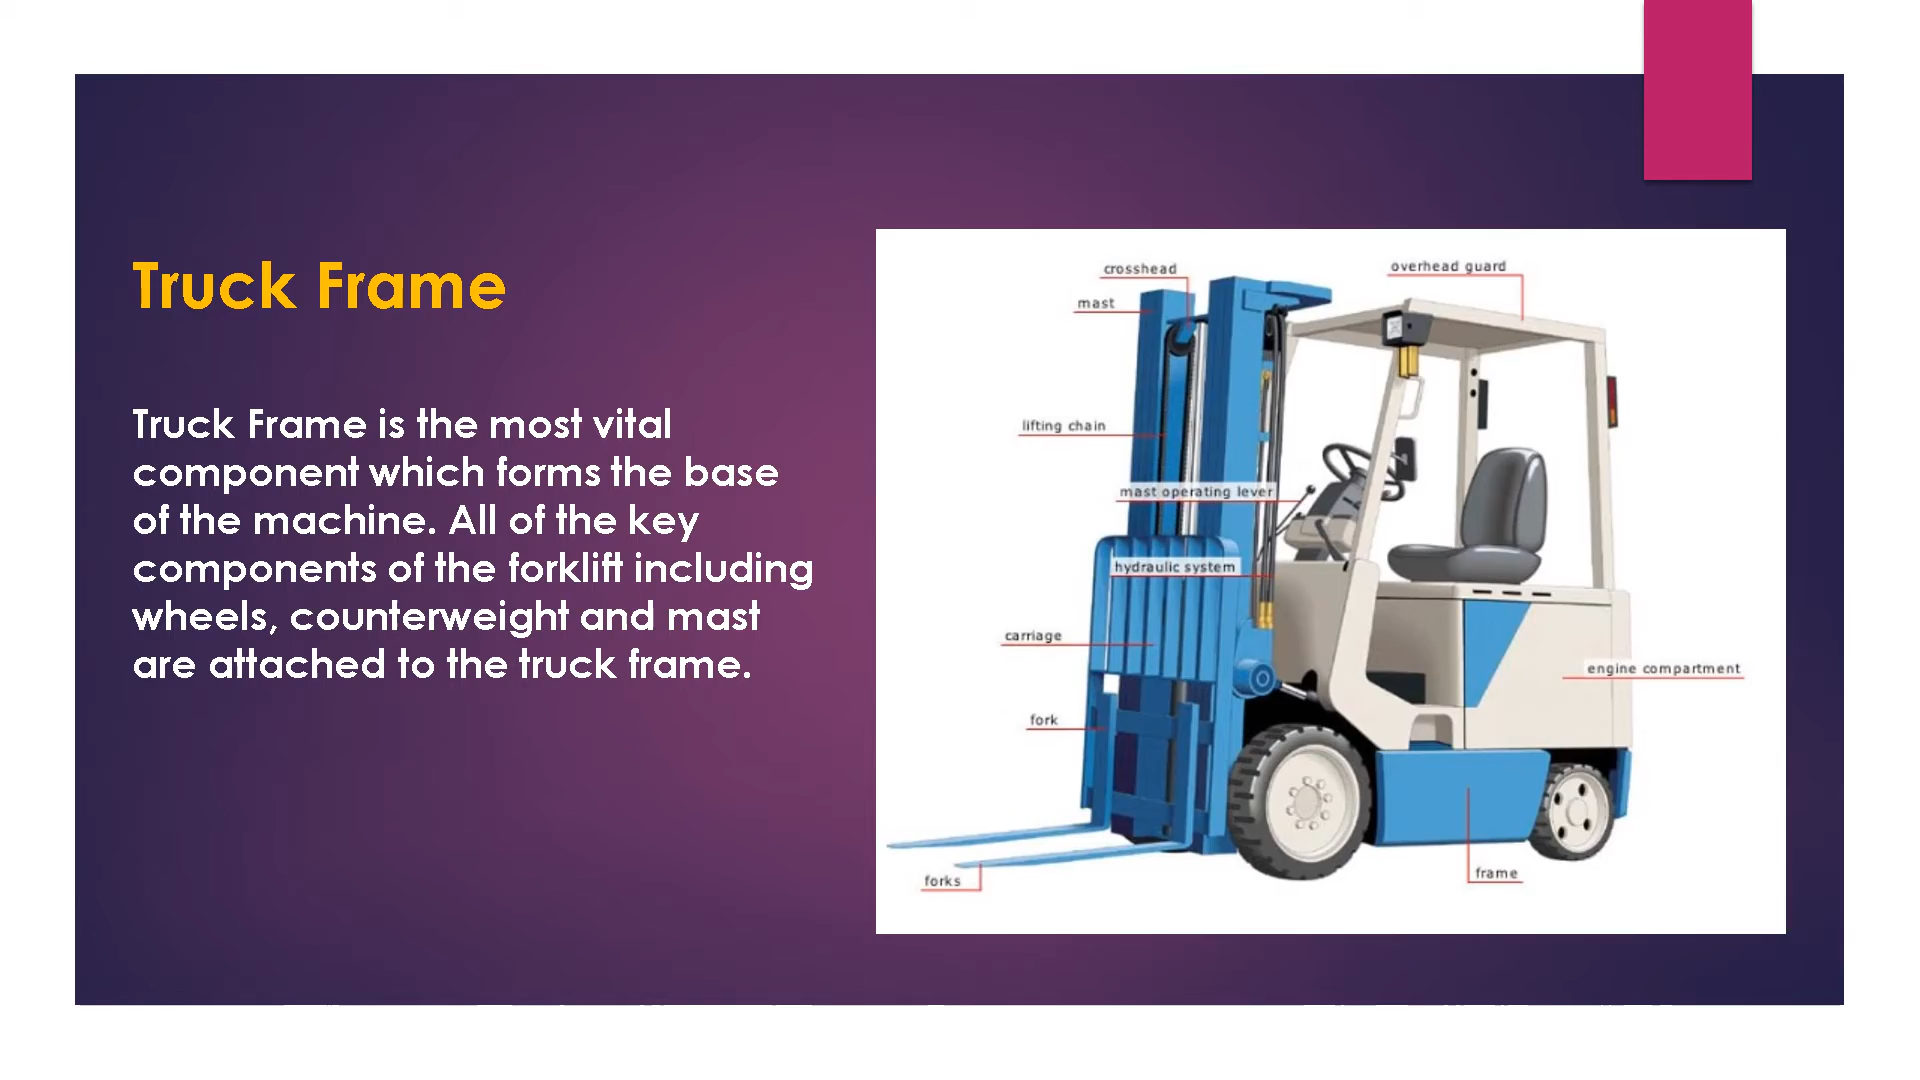 Truck Frame
Truck Frame is the most vital
component which forms the base
of the machine. All of the key
components of the forklift including
wheels, counterweight and mast
are attached to the truck frame.
crosshead
overhead guard
mast
lifting chain
mast operating lever
hydraulic system
carriage
engine compartment
fork
frame
forks